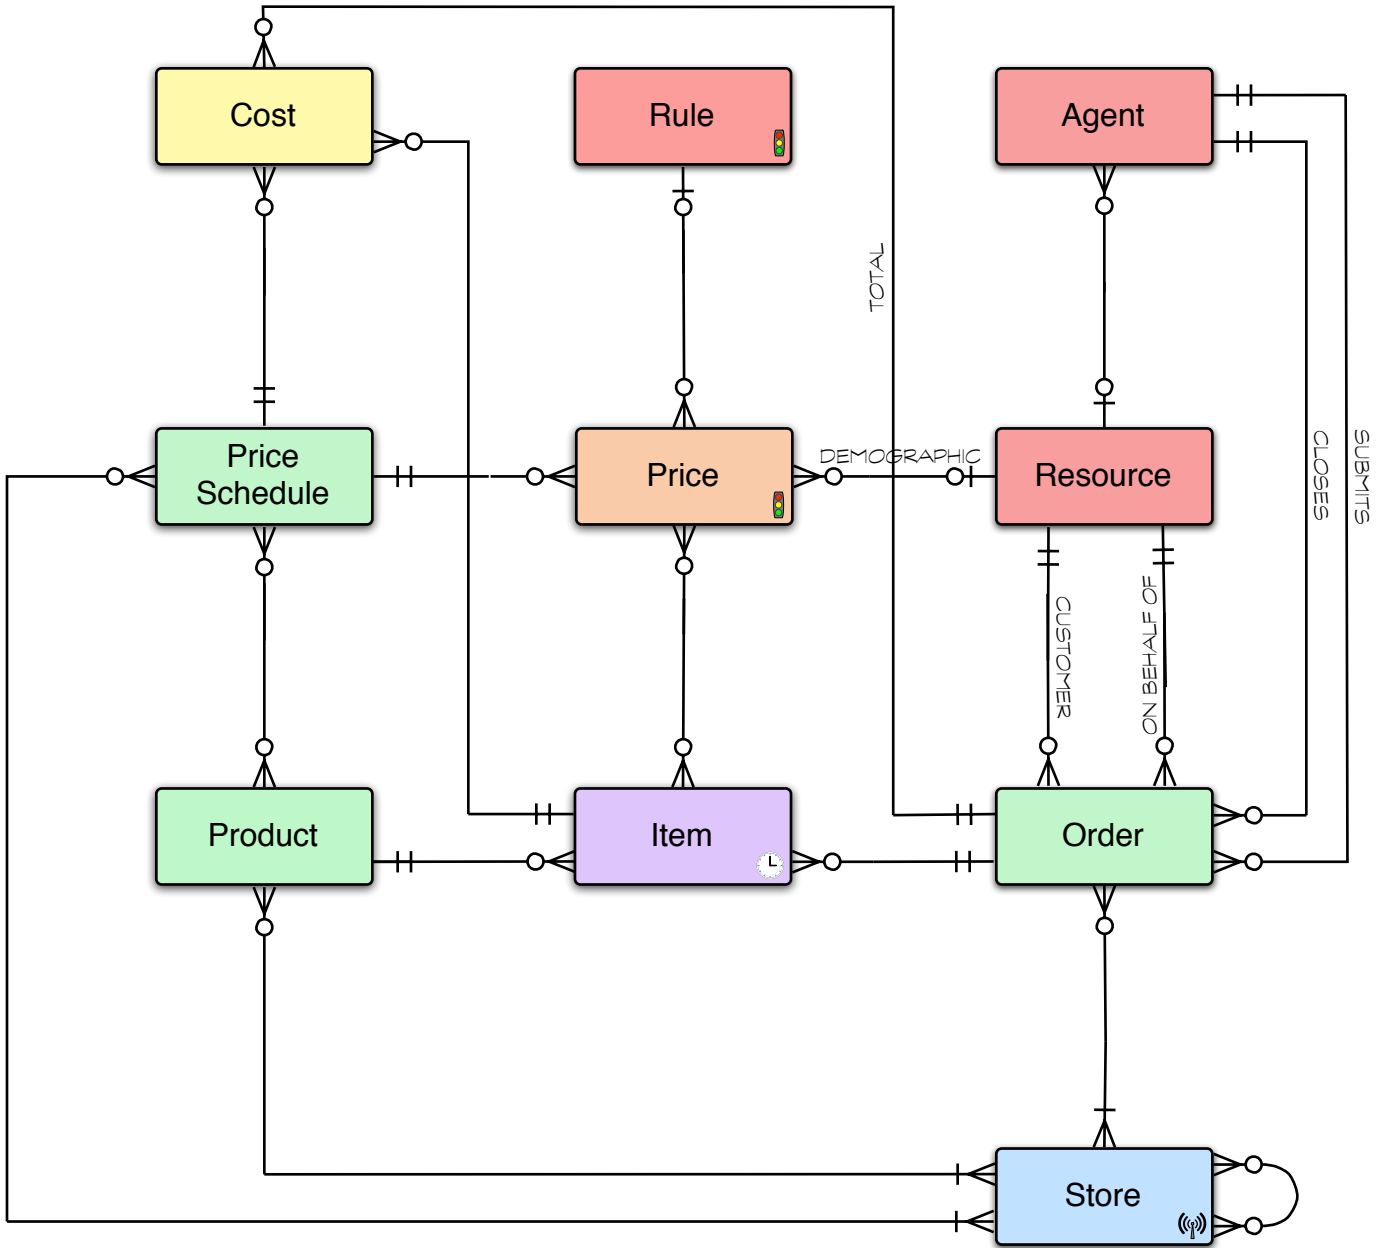 Cost
Rule
Agent
TOTAL
Price
Schedule
Price
DEMOGRAPHIC
Resource
CLOSES
SUBMITS
CUSTOMER
ON BEHALF OF
Product
Item
Order
Store